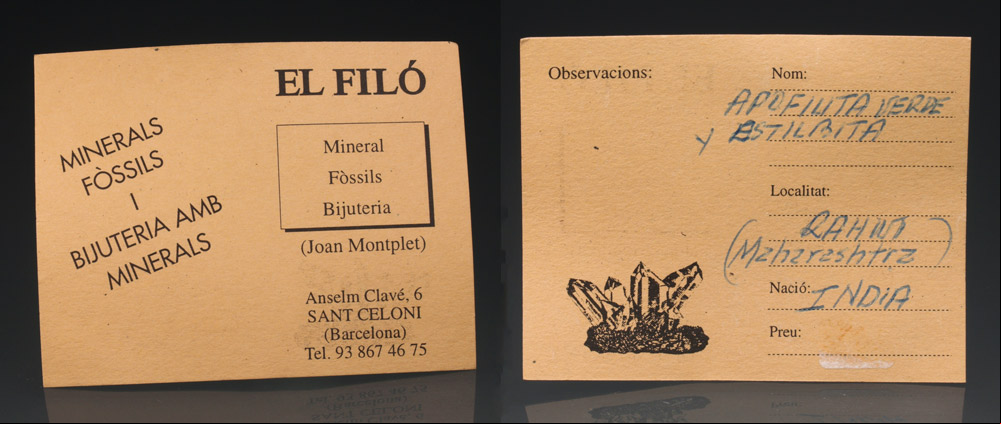 EL FILÓ
MINERALS
FÒSSILS
I
BIJUTERIA AMB
MINERALS
Mineral
Fòssils
Bijuteria
(Joan Montplet)
Anselm Clavé, 6
SANT CELONI
(Barcelona)
Tel. 93 867 46 75
Observacions:
Nom:
APOFILITA VERDE
Y ESTILBITA
Localitat:
(Maharashtra)
Nació: INDIA
Preu: